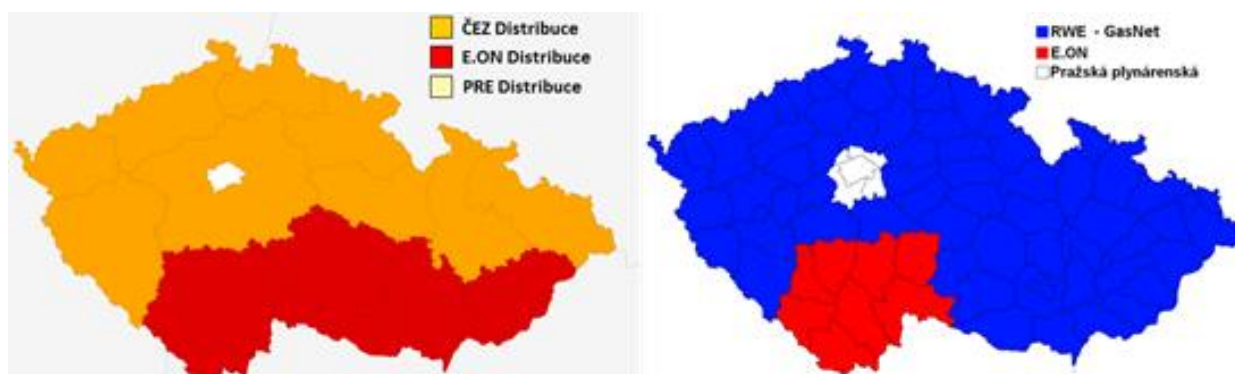 ČEZ Distribuce
E.ON Distribuce
PRE Distribuce
RWE - GasNet
E.ON
Pražská plynárenská